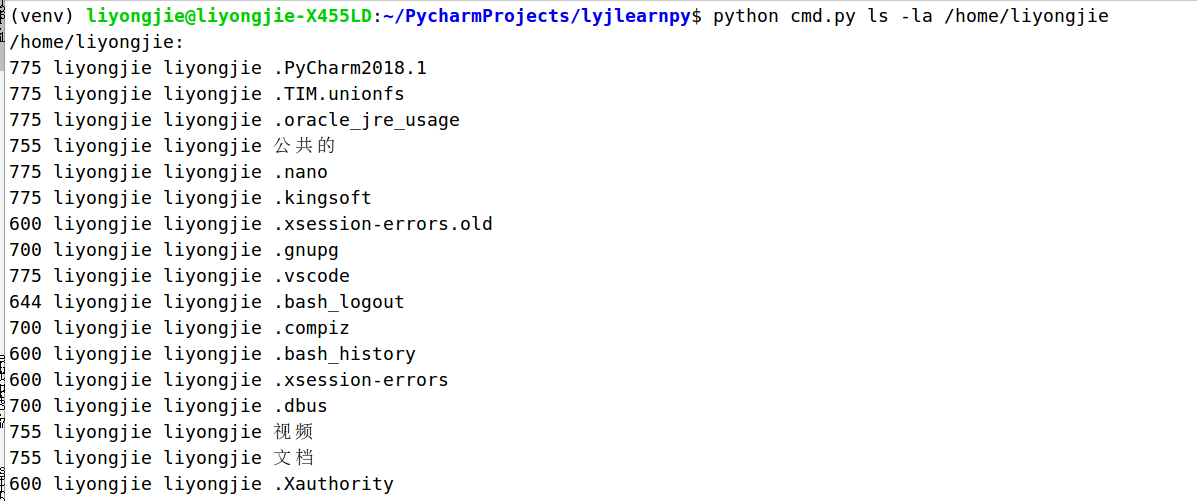 (venv) liyongjie@liyongjie-X455LD:~/PycharmProjects/lyjlearnpy$ python cmd.py ls -la /home/liyongjie
/home/liyongjie:
775 liyongjie liyongjie .PyCharm2018.1
775 liyongjie liyongjie .TIM.unionfs
775 liyongjie liyongjie .oracle_jre_usage
755 liyongjie liyongjie 公共的
775 liyongjie liyongjie .nano
775 liyongjie liyongjie .kingsoft
600 liyongjie liyongjie .xsession-errors.old
700 liyongjie liyongjie .gnupg
775 liyongjie liyongjie .vscode
644 liyongjie liyongjie .bash_logout
700 liyongjie liyongjie .compiz
600 liyongjie liyongjie .bash_history
600 liyongjie liyongjie .xsession-errors
700 liyongjie liyongjie .dbus
755 liyongjie liyongjie 视频
755 liyongjie liyongjie 文档
600 liyongjie liyongjie .Xauthority